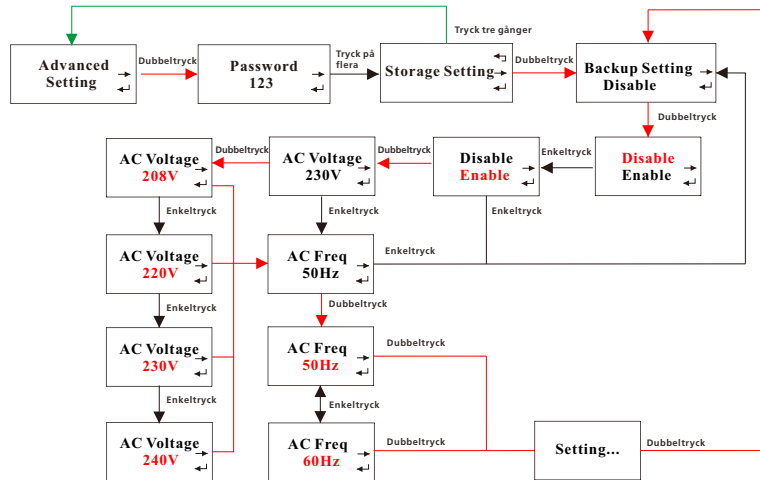 Tryck tre gånger
Advanced
Setting
Dubbeltryck
Password
123
Tryck på
flera
Storage Setting
Dubbeltryck
Backup Setting
Disable
Dubbeltryck
AC Voltage
208V
Dubbeltryck
AC Voltage
230V
Dubbeltryck
Disable
Enable
Enkeltryck
Disable
Enable
Enkeltryck
Enkeltryck
Enkeltryck
AC Voltage
220V
AC Freq
50Hz
Enkeltryck
Enkeltryck
Dubbeltryck
AC Voltage
230V
AC Freq
50Hz
Dubbeltryck
Enkeltryck
Enkeltryck
AC Voltage
240V
AC Freq
60Hz
Dubbeltryck
Setting...
Dubbeltryck